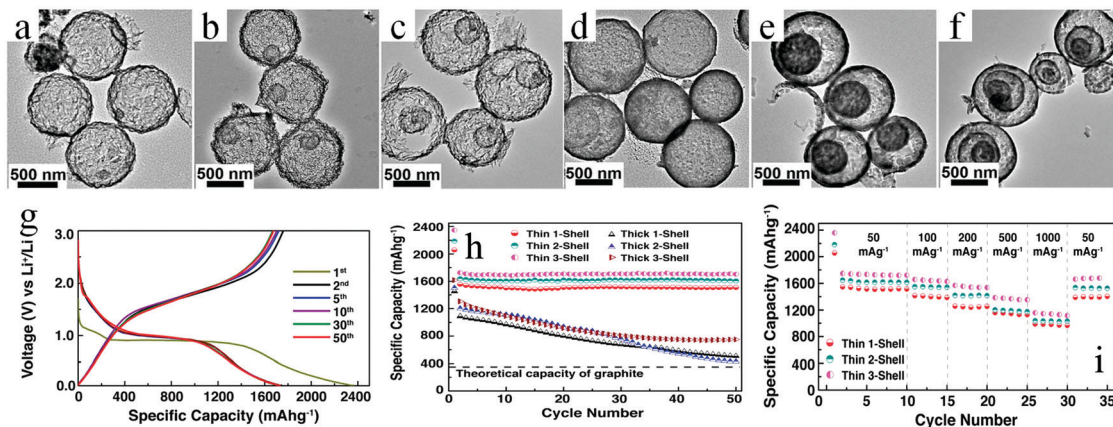 a
500 nm
b
500 nm
c
500 nm
d
500 nm
e
500 nm
f
500 nm
g
Voltage (V) vs Li⁺/Li
3.0
2.0
1.0
0.0
0 400 800 1200 1600 2000 2400
Specific Capacity (mAhg⁻¹)
1st
2nd
5th
10th
30th
50th
h
Specific Capacity (mAhg⁻¹)
2400
2000
1600
1200
800
400
0
Thin 1-Shell
Thin 2-Shell
Thin 3-Shell
Thick 1-Shell
Thick 2-Shell
Thick 3-Shell
Theoretical capacity of graphite
0 10 20 30 40 50
Cycle Number
i
Specific Capacity (mAhg⁻¹)
2400
2000
1600
1200
800
400
0
50 mAg⁻¹
100 mAg⁻¹
200 mAg⁻¹
500 mAg⁻¹
1000 mAg⁻¹
50 mAg⁻¹
Thin 1-Shell
Thin 2-Shell
Thin 3-Shell
0 5 10 15 20 25 30 35
Cycle Number